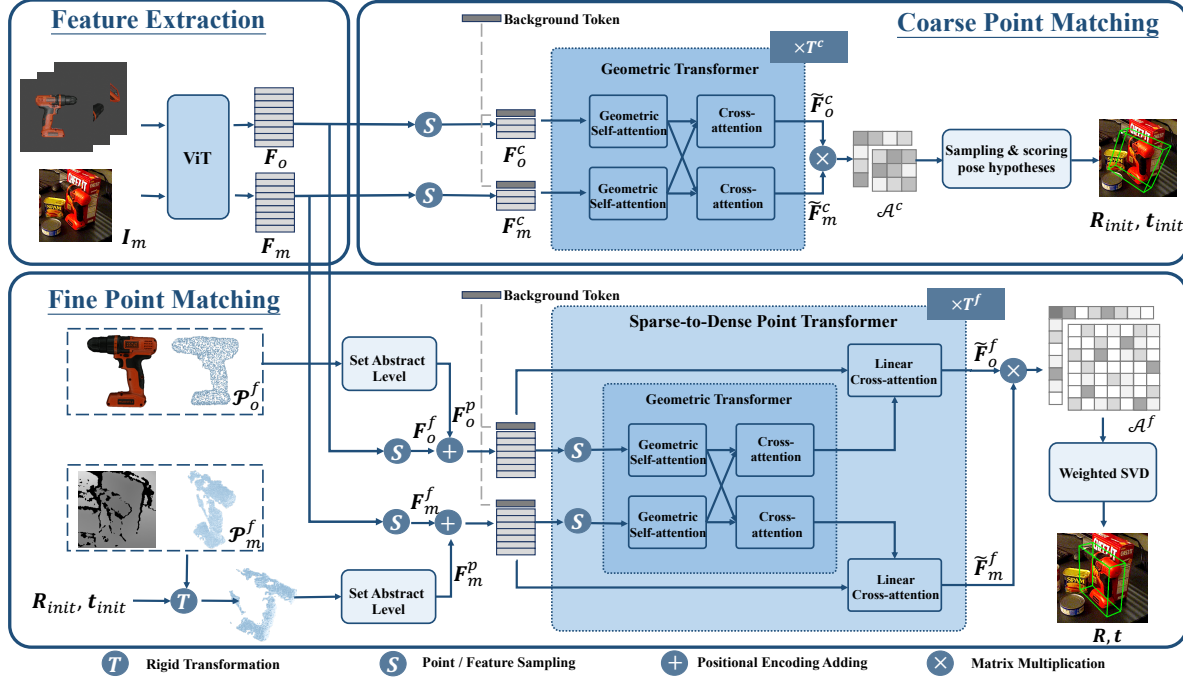 Feature Extraction
ViT
F_o
F_m
I_m
Coarse Point Matching
Background Token
×T^c
Geometric Transformer
Geometric
Self-attention
Cross-
attention
Geometric
Self-attention
Cross-
attention
S
S
F_o^c
F_m^c
F̃_o^c
×
F̃_m^c
𝒜^c
Sampling & scoring
pose hypotheses
R_init, t_init
Fine Point Matching
𝓟_o^f
𝓟_m^f
R_init, t_init
T
Set Abstract
Level
F_o^p
F_o^f
S
+
F_m^f
S
+
F_m^p
Set Abstract
Level
Background Token
×T^f
Sparse-to-Dense Point Transformer
Geometric Transformer
S
Geometric
Self-attention
Cross-
attention
S
Geometric
Self-attention
Cross-
attention
Linear
Cross-attention
Linear
Cross-attention
F̃_o^f
×
F̃_m^f
𝒜^f
Weighted SVD
R, t
T Rigid Transformation
S Point / Feature Sampling
+ Positional Encoding Adding
× Matrix Multiplication